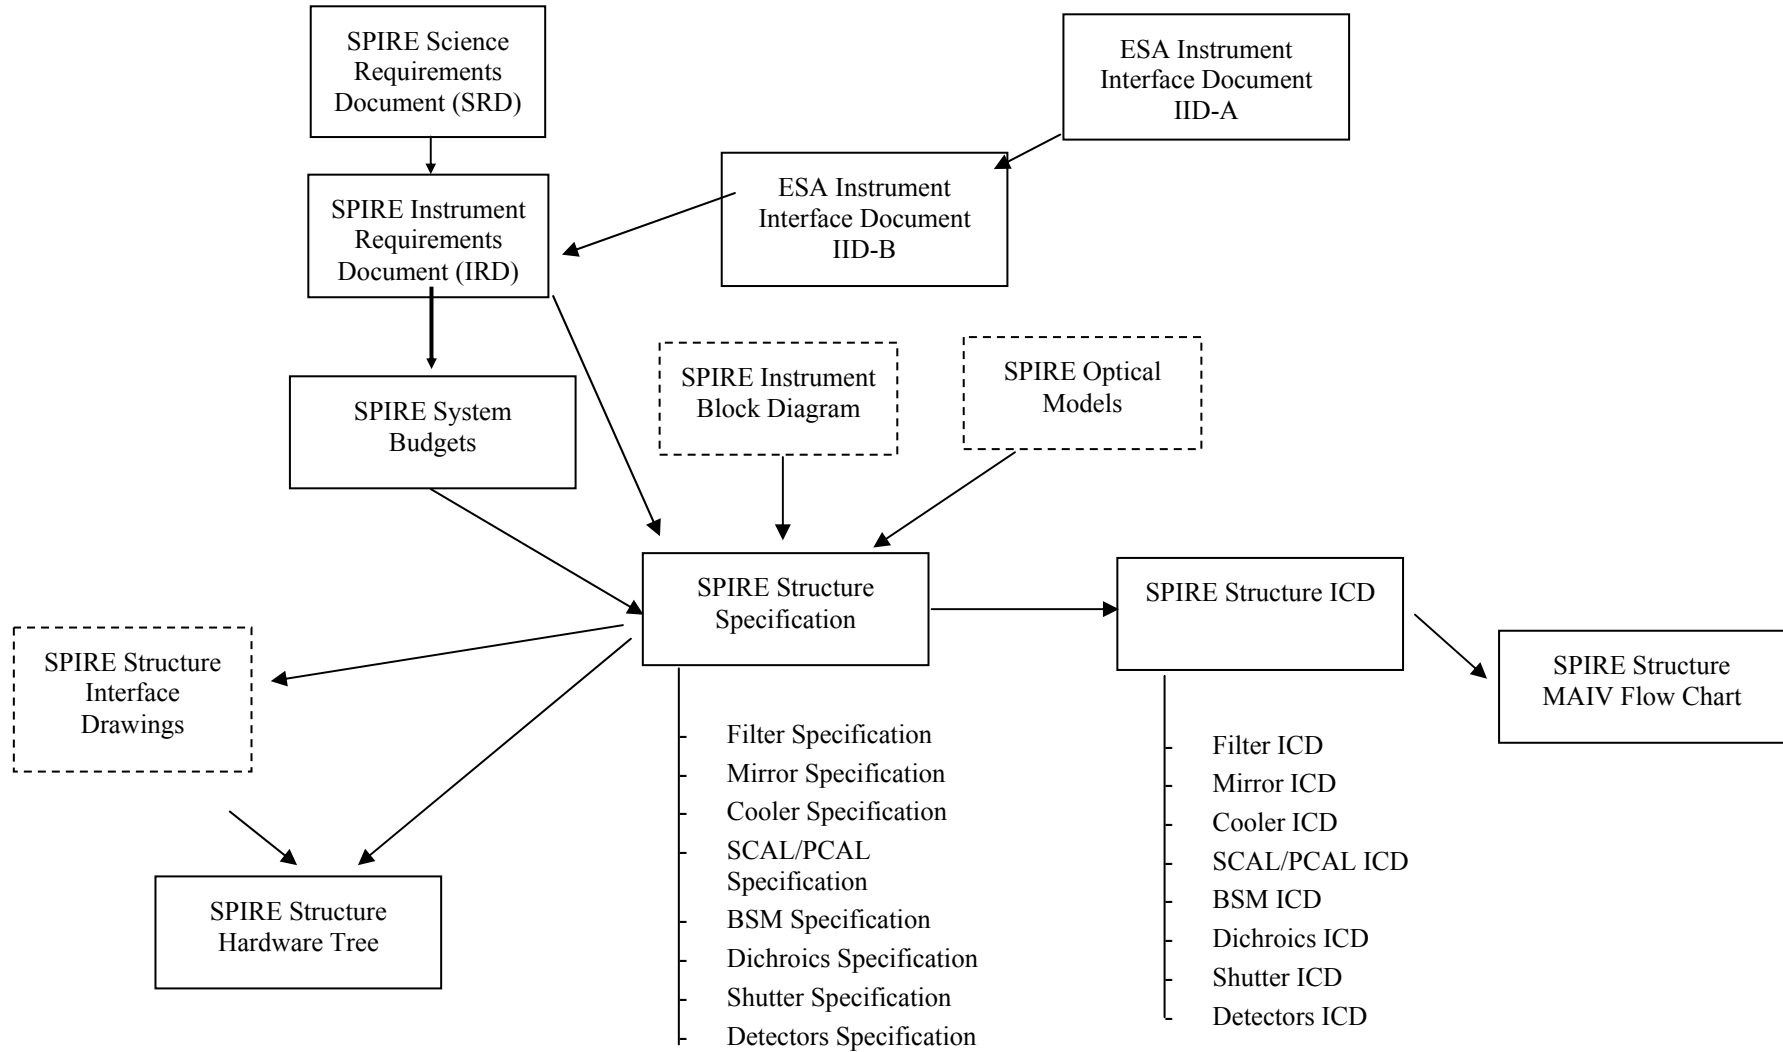 SPIRE Science
Requirements
Document (SRD)
ESA Instrument
Interface Document
IID-A
ESA Instrument
Interface Document
IID-B
SPIRE Instrument
Requirements
Document (IRD)
SPIRE System
Budgets
SPIRE Instrument
Block Diagram
SPIRE Optical
Models
SPIRE Structure
Specification
SPIRE Structure ICD
SPIRE Structure
MAIV Flow Chart
SPIRE Structure
Interface
Drawings
SPIRE Structure
Hardware Tree
Filter Specification
Mirror Specification
Cooler Specification
SCAL/PCAL
Specification
BSM Specification
Dichroics Specification
Shutter Specification
Detectors Specification
Filter ICD
Mirror ICD
Cooler ICD
SCAL/PCAL ICD
BSM ICD
Dichroics ICD
Shutter ICD
Detectors ICD